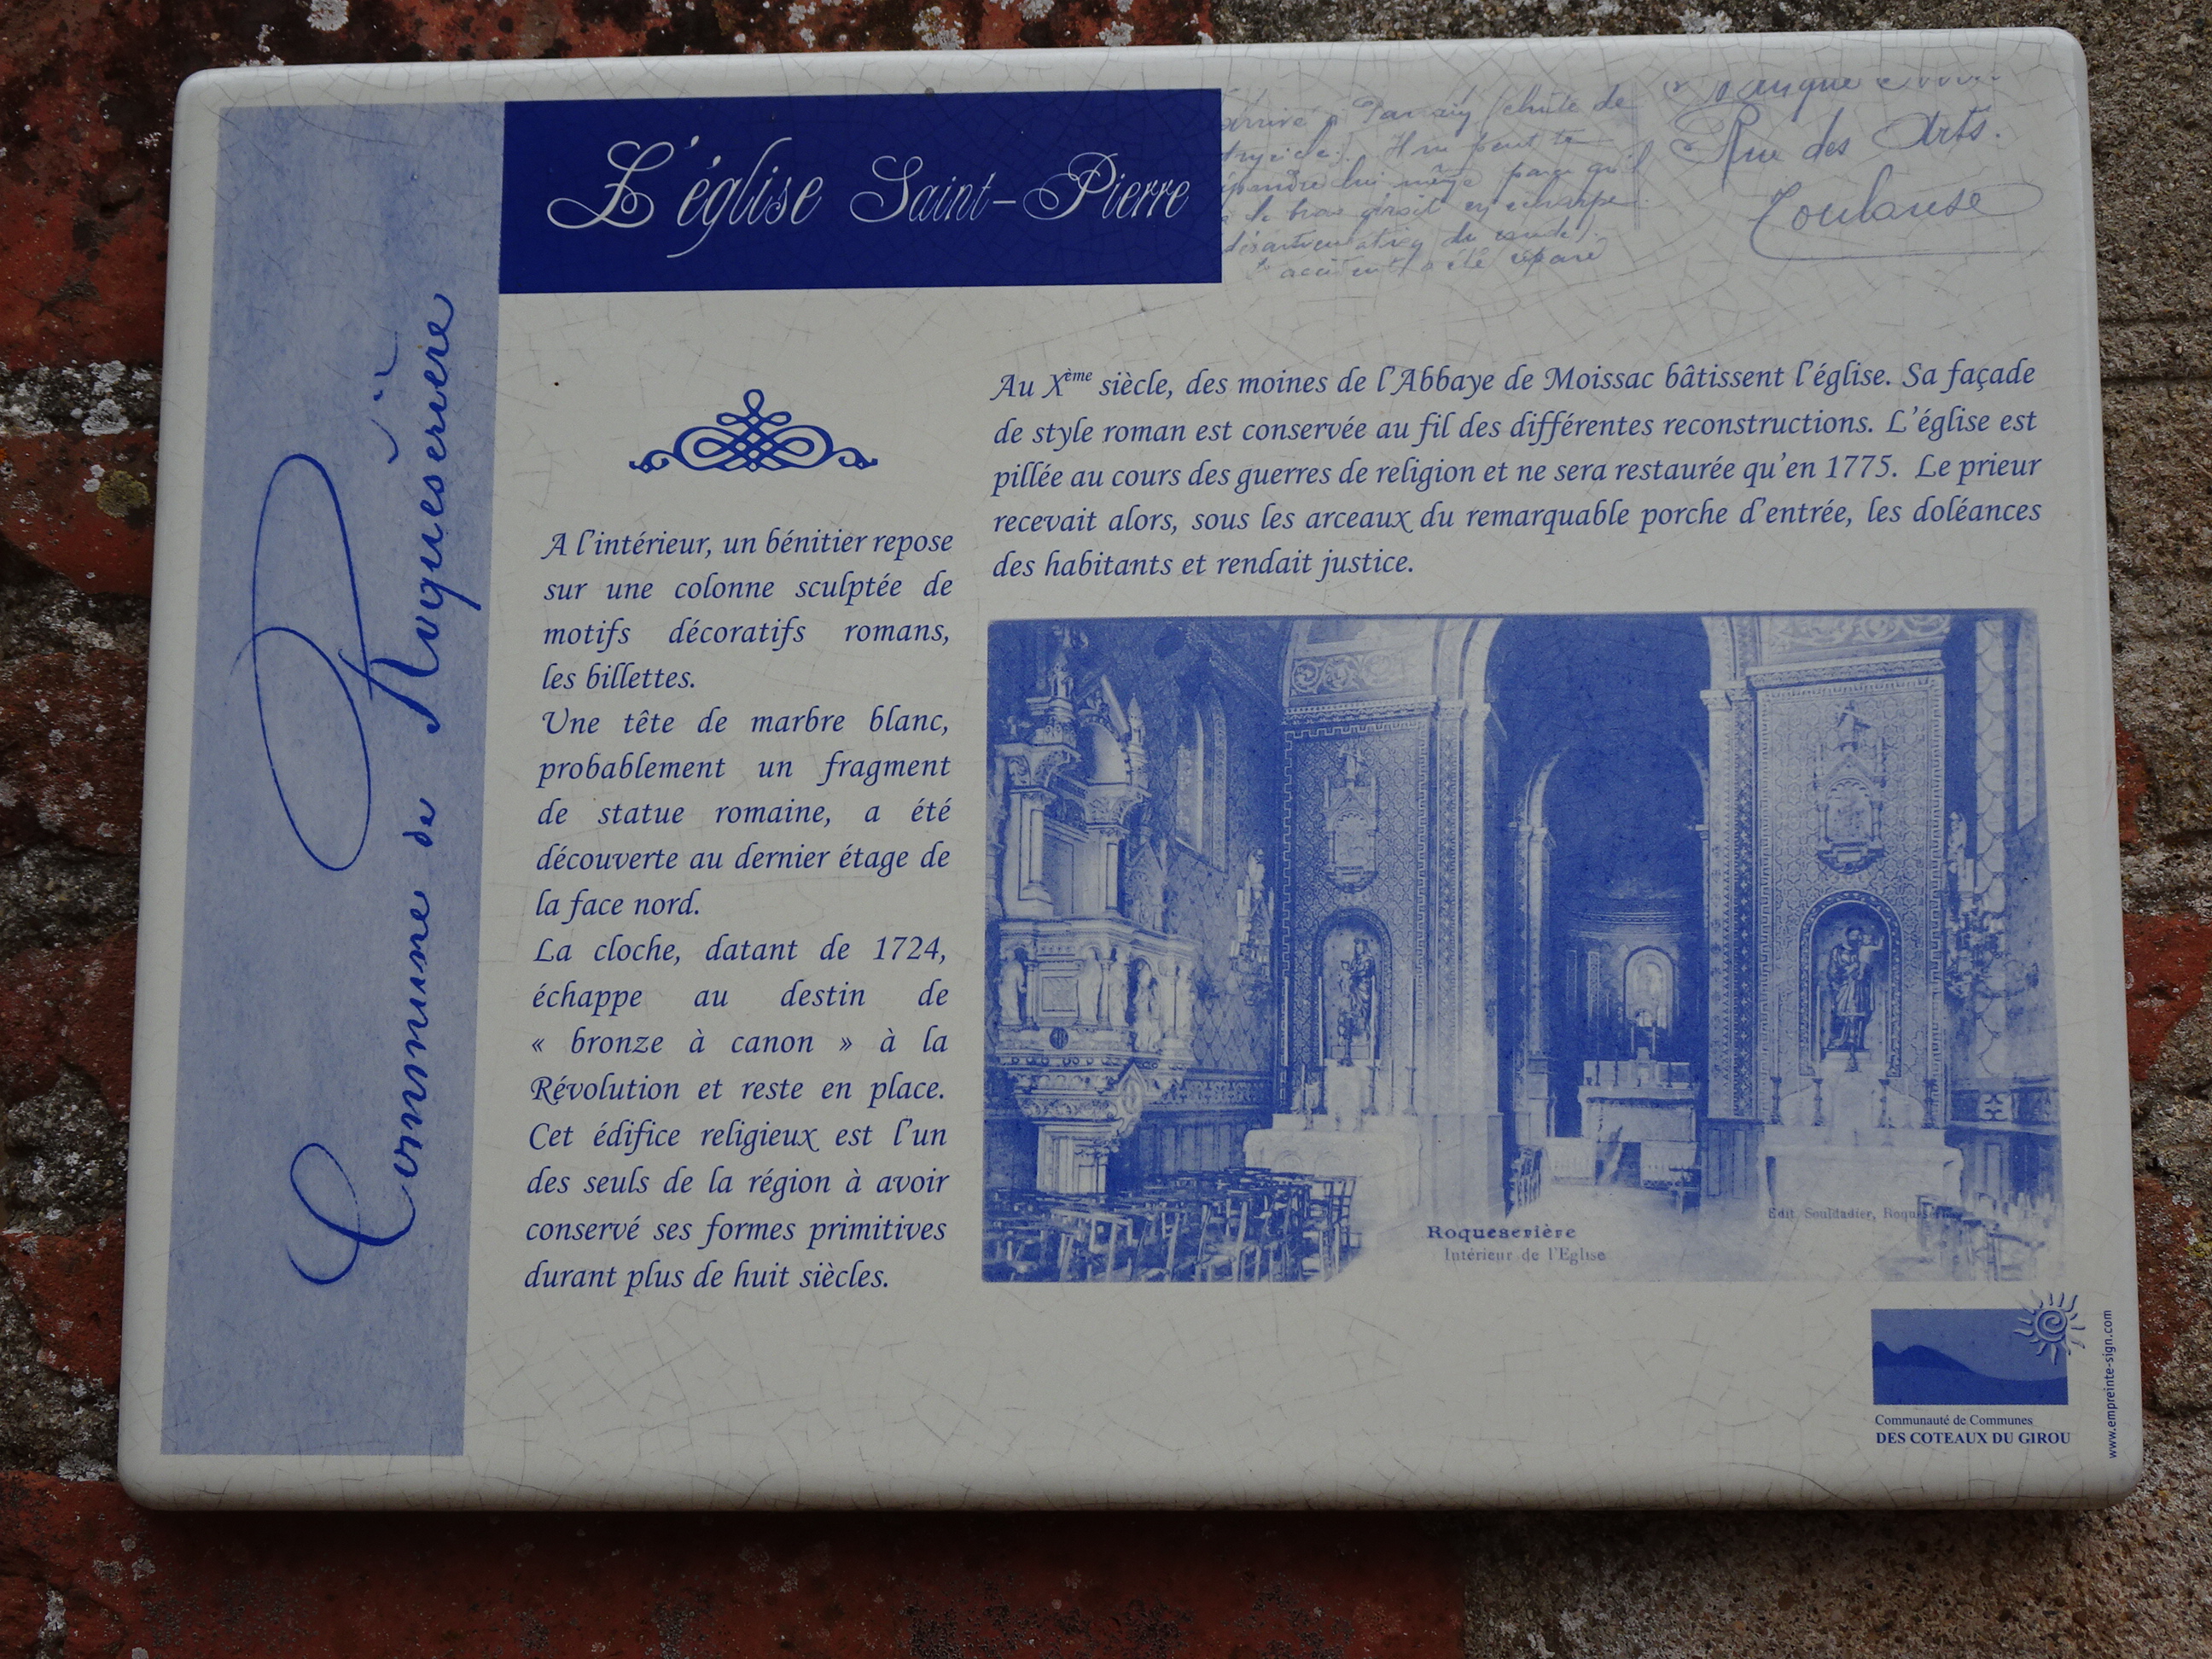 L'église Saint-Pierre
Rue des Arts.
Toulouse
Commune de Roquesérière
Au Xème siècle, des moines de l'Abbaye de Moissac bâtissent l'église. Sa façade
de style roman est conservée au fil des différentes reconstructions. L'église est
pillée au cours des guerres de religion et ne sera restaurée qu'en 1775. Le prieur
recevait alors, sous les arceaux du remarquable porche d'entrée, les doléances
des habitants et rendait justice.
A l'intérieur, un bénitier repose
sur une colonne sculptée de
motifs décoratifs romans,
les billettes.
Une tête de marbre blanc,
probablement un fragment
de statue romaine, a été
découverte au dernier étage de
la face nord.
La cloche, datant de 1724,
échappe au destin de
« bronze à canon » à la
Révolution et reste en place.
Cet édifice religieux est l'un
des seuls de la région à avoir
conservé ses formes primitives
durant plus de huit siècles.
Roqueserière
Intérieur de l'Eglise
Edit.
Communauté de Communes
DES COTEAUX DU GIROU
www.empreinte-sign.com